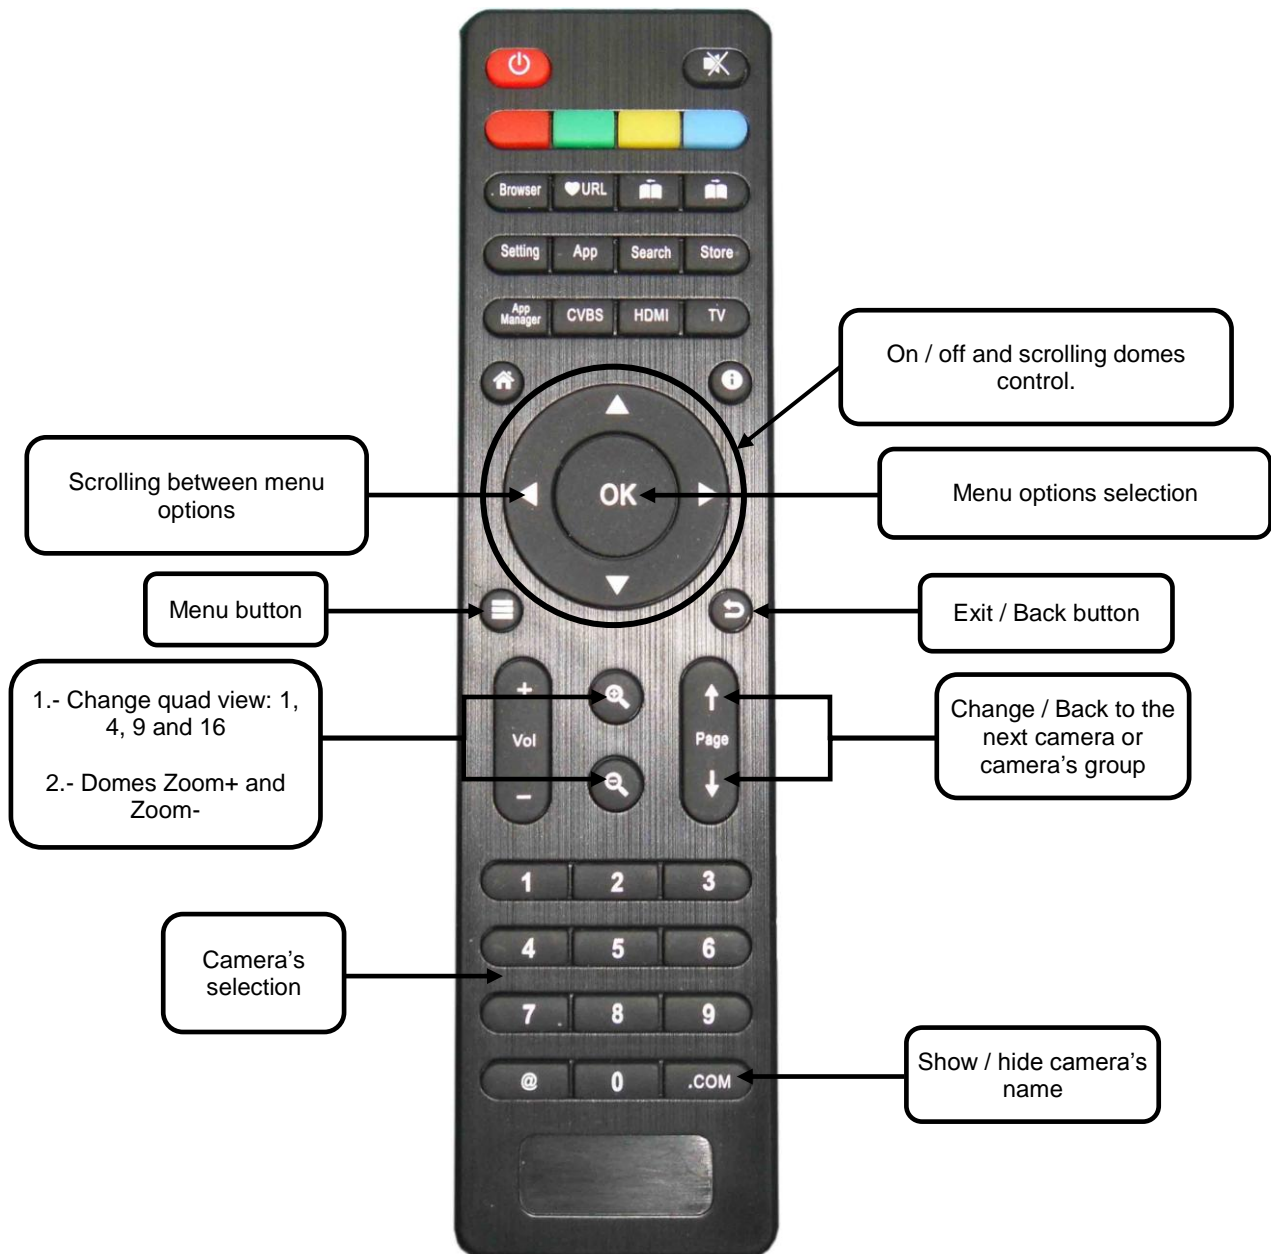 Browser
URL
Setting
App
Search
Store
App
Manager
CVBS
HDMI
TV
On / off and scrolling domes
control.
Scrolling between menu
options
OK
Menu options selection
Menu button
Exit / Back button
1.- Change quad view: 1,
4, 9 and 16
2.- Domes Zoom+ and
Zoom-
+
Vol
–
Page
Change / Back to the
next camera or
camera’s group
1
2
3
Camera’s
selection
4
5
6
7
8
9
@
0
.COM
Show / hide camera’s
name